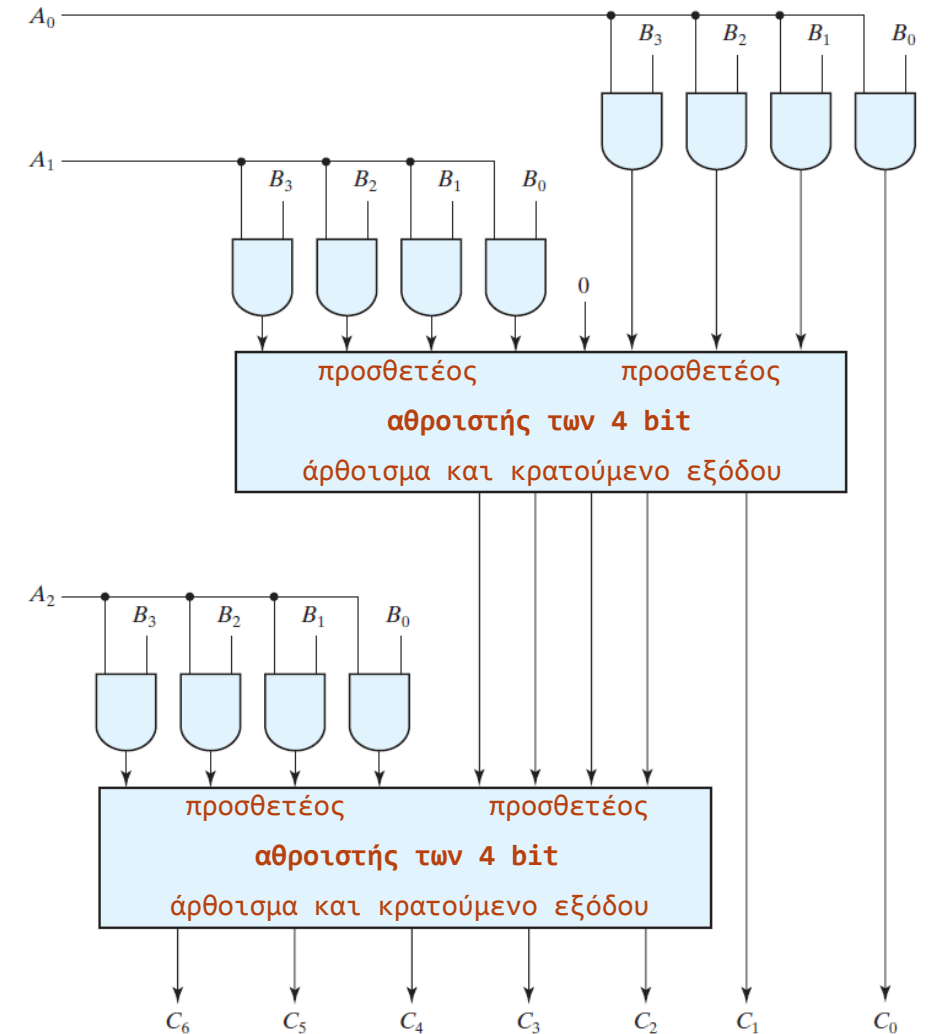 A₀
B₃ B₂ B₁ B₀
A₁
B₃ B₂ B₁ B₀
0
προσθετέος προσθετέος
αθροιστής των 4 bit
άρθοισμα και κρατούμενο εξόδου
A₂
B₃ B₂ B₁ B₀
προσθετέος προσθετέος
αθροιστής των 4 bit
άρθοισμα και κρατούμενο εξόδου
C₆ C₅ C₄ C₃ C₂ C₁ C₀